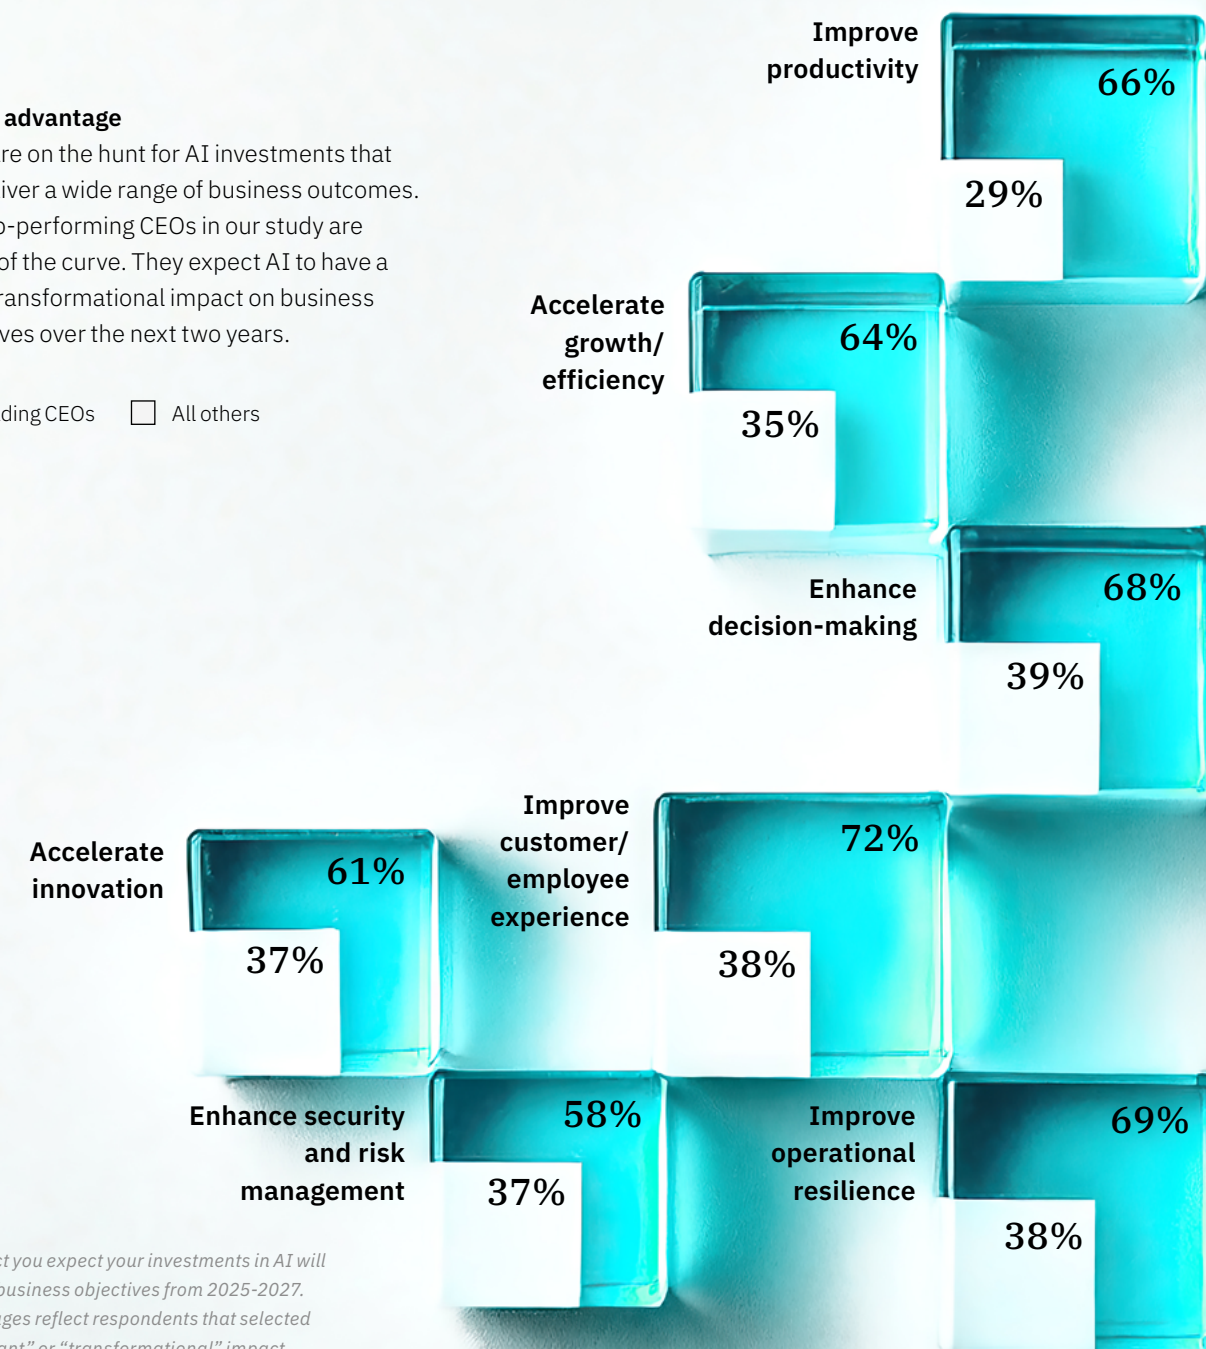 advantage
re on the hunt for AI investments that
iver a wide range of business outcomes.
-performing CEOs in our study are
of the curve. They expect AI to have a
ransformational impact on business
ves over the next two years.
ding CEOs
All others
Improve
productivity
66%
29%
Accelerate
growth/
efficiency
64%
35%
Enhance
decision-making
68%
39%
Accelerate
innovation
61%
37%
Improve
customer/
employee
experience
72%
38%
Enhance security
and risk
management
58%
37%
Improve
operational
resilience
69%
38%
ct you expect your investments in AI will
business objectives from 2025-2027.
ges reflect respondents that selected
ant” or “transformational” impact